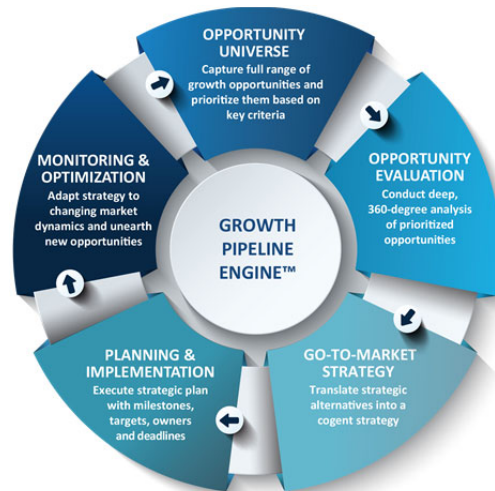 OPPORTUNITY
UNIVERSE
Capture full range of
growth opportunities and
prioritize them based on
key criteria
OPPORTUNITY
EVALUATION
Conduct deep,
360-degree analysis
of prioritized
opportunities
GO-TO-MARKET
STRATEGY
Translate strategic
alternatives into a
cogent strategy
PLANNING &
IMPLEMENTATION
Execute strategic plan
with milestones,
targets, owners
and deadlines
MONITORING &
OPTIMIZATION
Adapt strategy to
changing market
dynamics and unearth
new opportunities
GROWTH
PIPELINE
ENGINE™